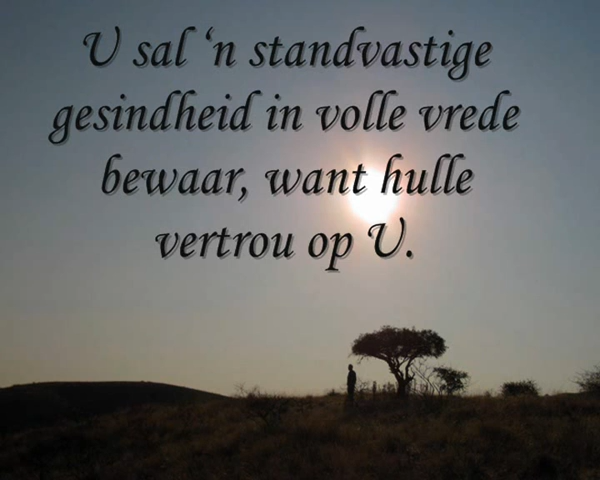 U sal ‘n standvastige
gesindheid in volle vrede
bewaar, want hulle
vertrou op U.